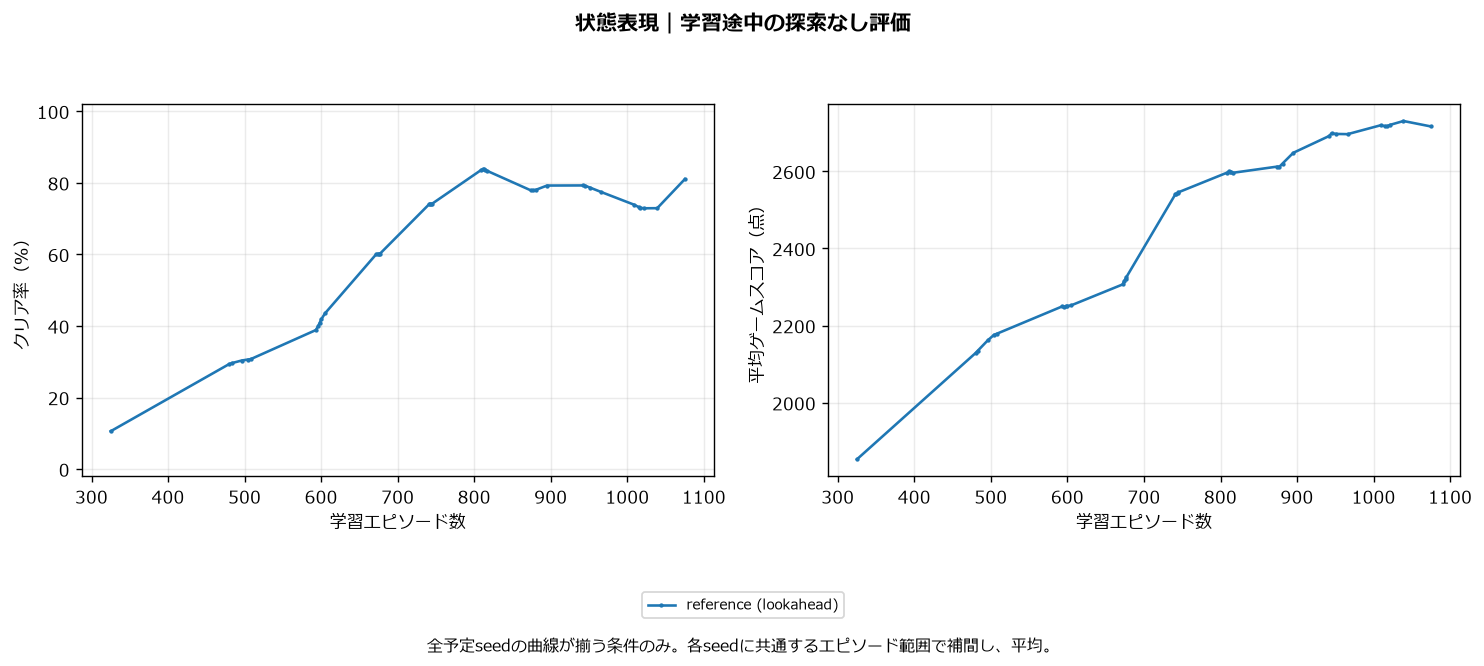 状態表現｜学習途中の探索なし評価
クリア率（%）
100
80
60
40
20
0
300 400 500 600 700 800 900 1000 1100
学習エピソード数
平均ゲームスコア（点）
2600
2400
2200
2000
300 400 500 600 700 800 900 1000 1100
学習エピソード数
reference (lookahead)
全予定seedの曲線が揃う条件のみ。各seedに共通するエピソード範囲で補間し、平均。